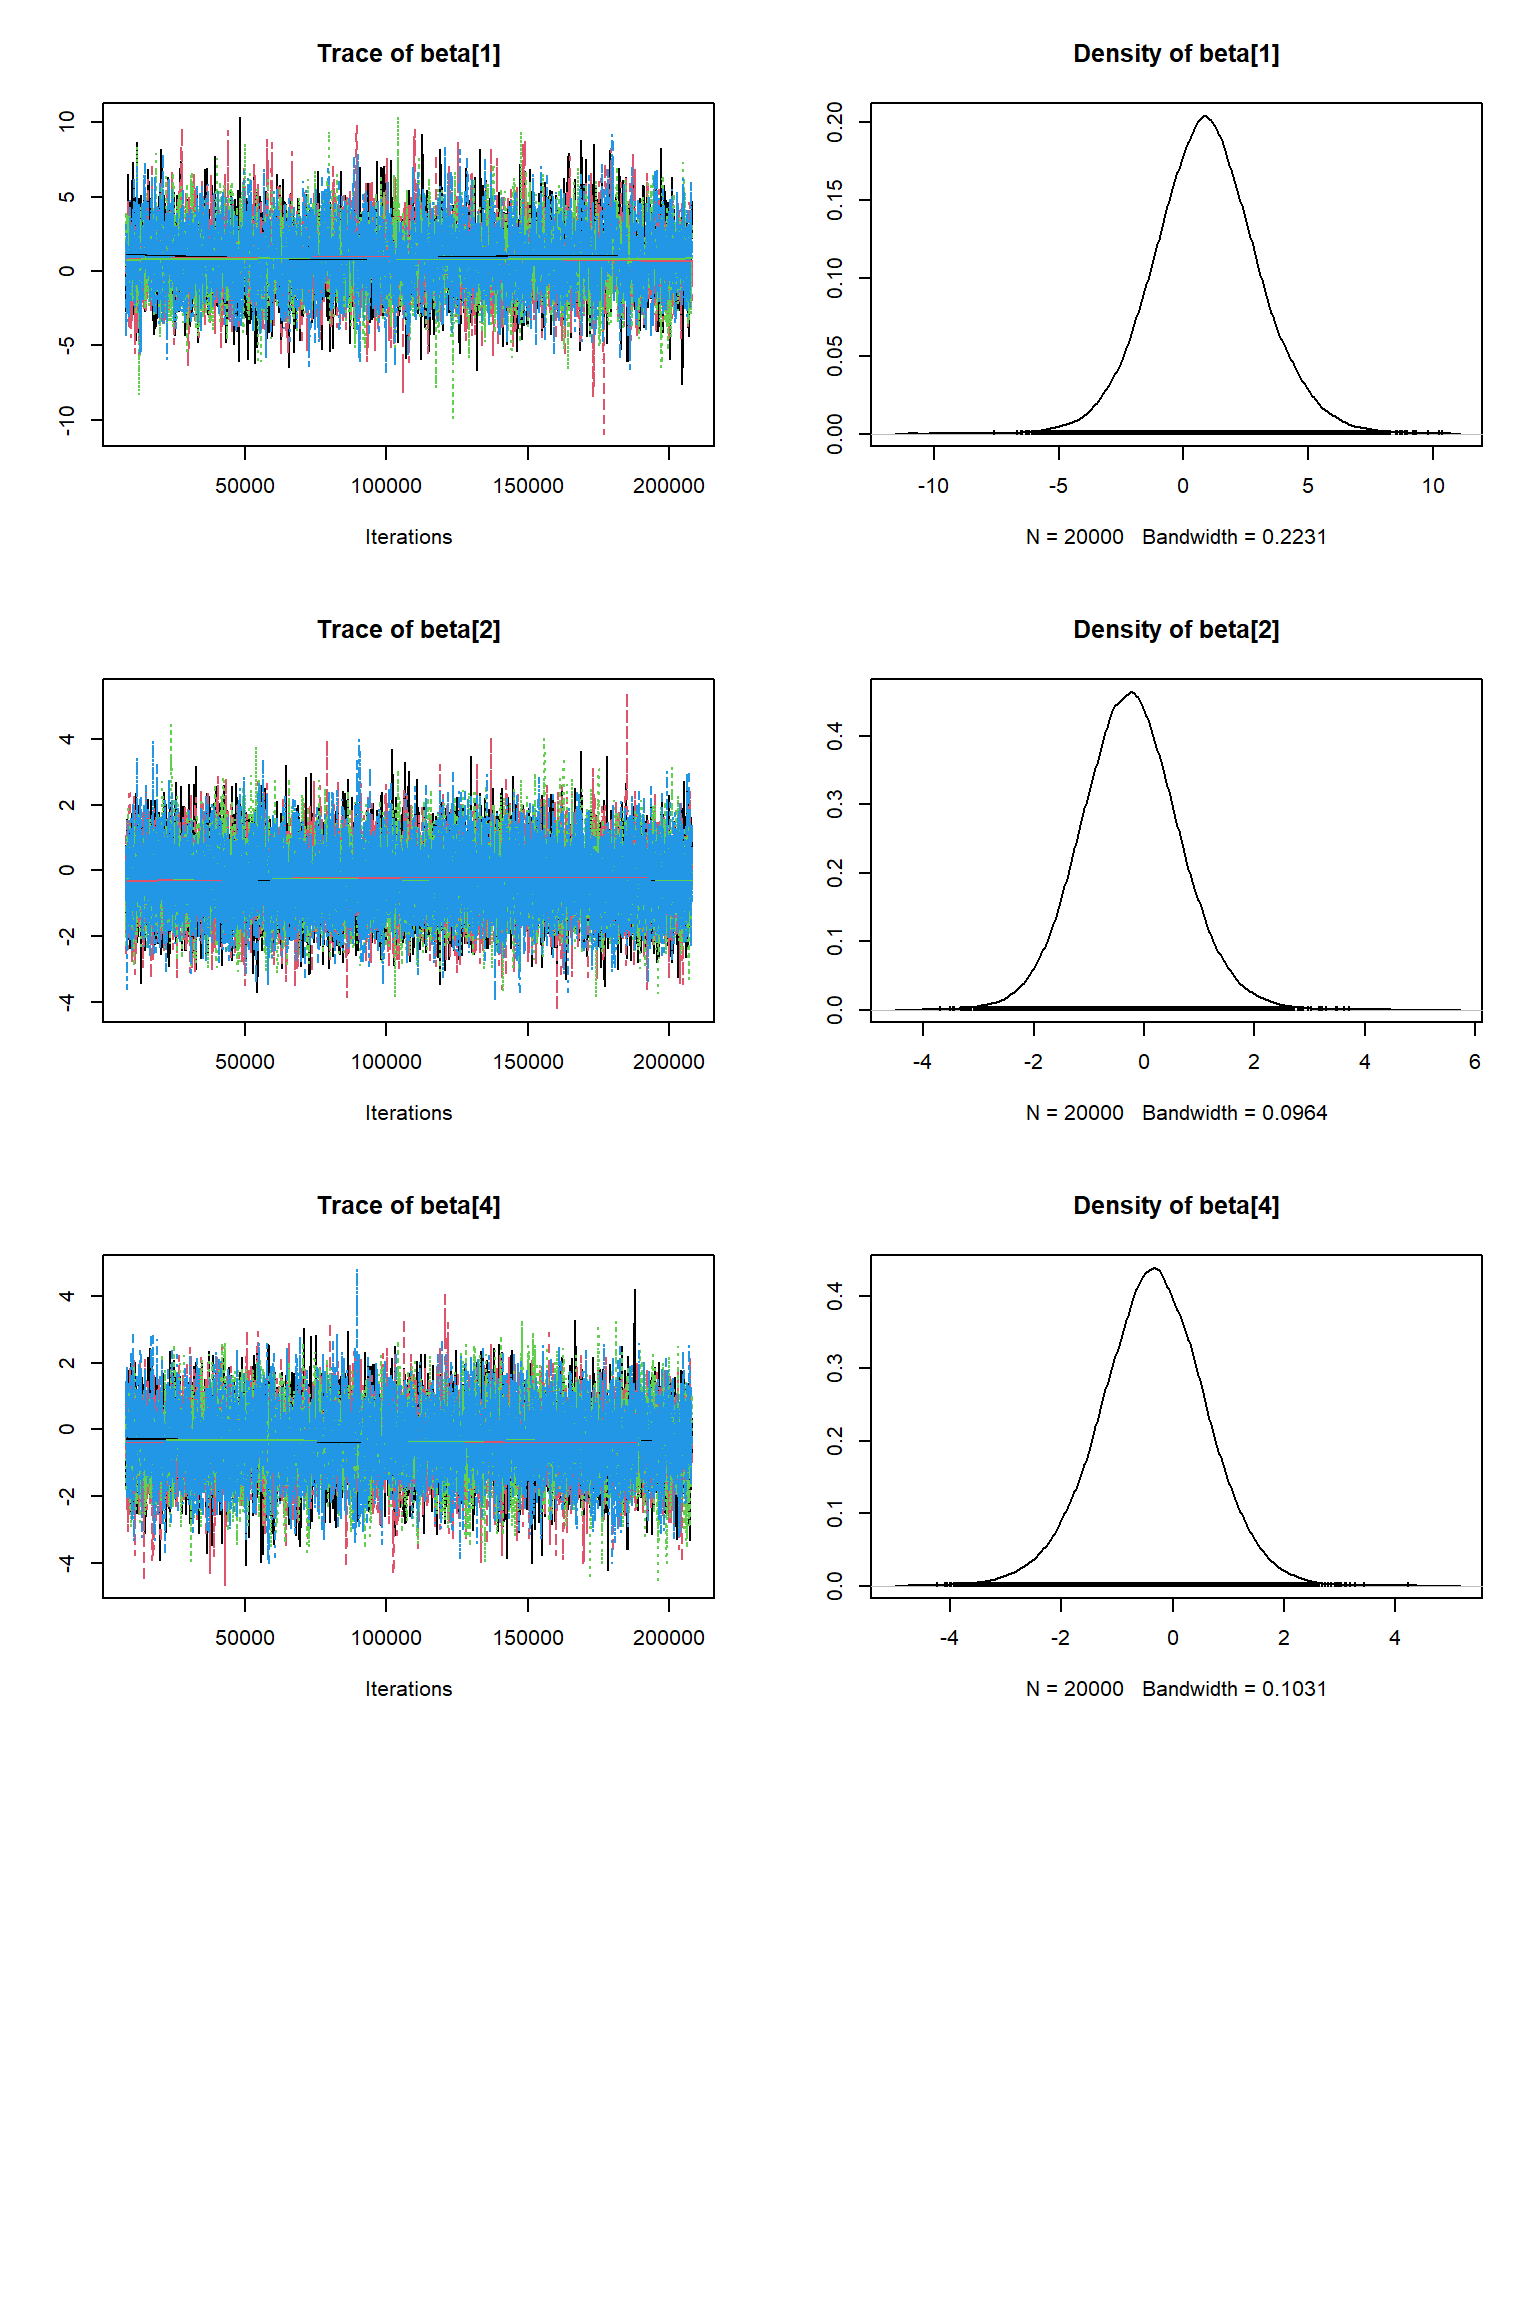 Trace of beta[1]
10
5
0
-5
-10
50000 100000 150000 200000
Iterations
Density of beta[1]
0.20
0.15
0.10
0.05
0.00
-10 -5 0 5 10
N = 20000 Bandwidth = 0.2231
Trace of beta[2]
4
2
0
-2
-4
50000 100000 150000 200000
Iterations
Density of beta[2]
0.4
0.3
0.2
0.1
0.0
-4 -2 0 2 4 6
N = 20000 Bandwidth = 0.0964
Trace of beta[4]
4
2
0
-2
-4
50000 100000 150000 200000
Iterations
Density of beta[4]
0.4
0.3
0.2
0.1
0.0
-4 -2 0 2 4
N = 20000 Bandwidth = 0.1031